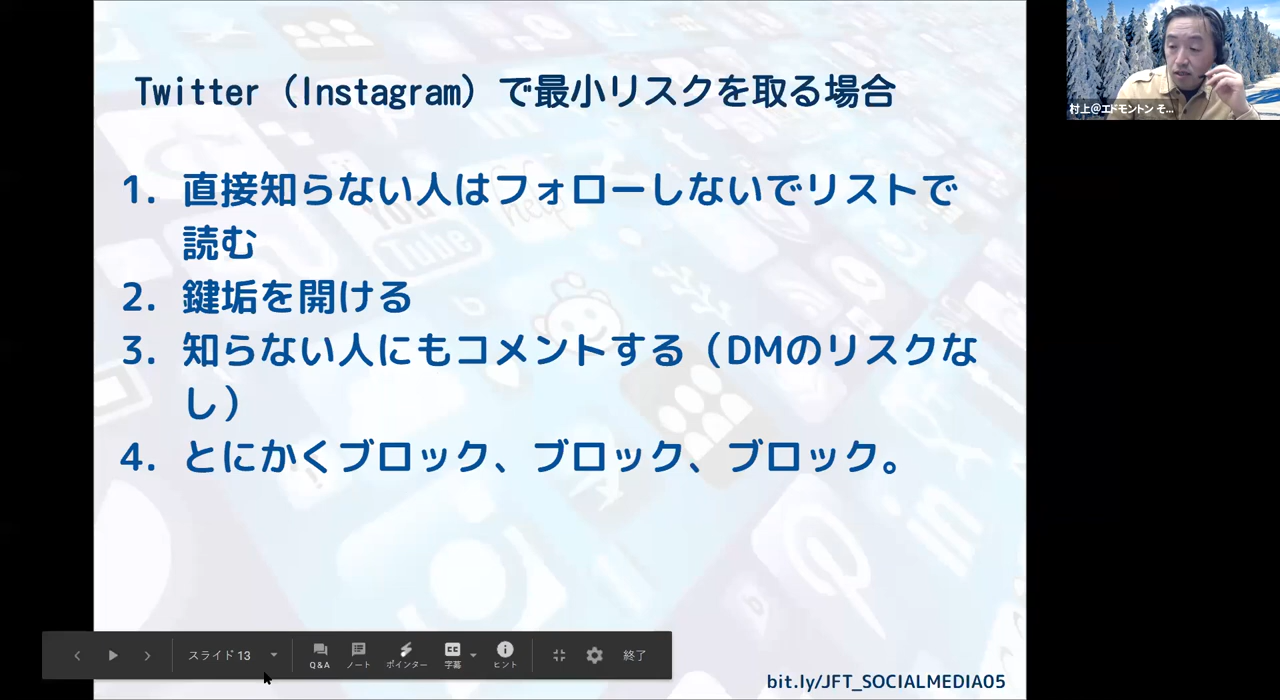 Twitter（Instagram）で最小リスクを取る場合
1. 直接知らない人はフォローしないでリストで
読む
2. 鍵垢を開ける
3. 知らない人にもコメントする（DMのリスクな
し）
4. とにかくブロック、ブロック、ブロック。
村上@エドモントン そ...
スライド 13
Q&A
ノート
ポインター
字幕
ヒント
終了
bit.ly/JFT_SOCIALMEDIA05